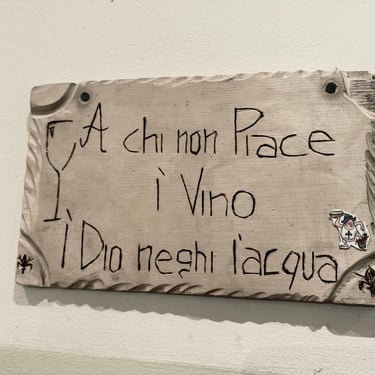 A chi non Piace
i Vino
i Dio neghi l'acqua